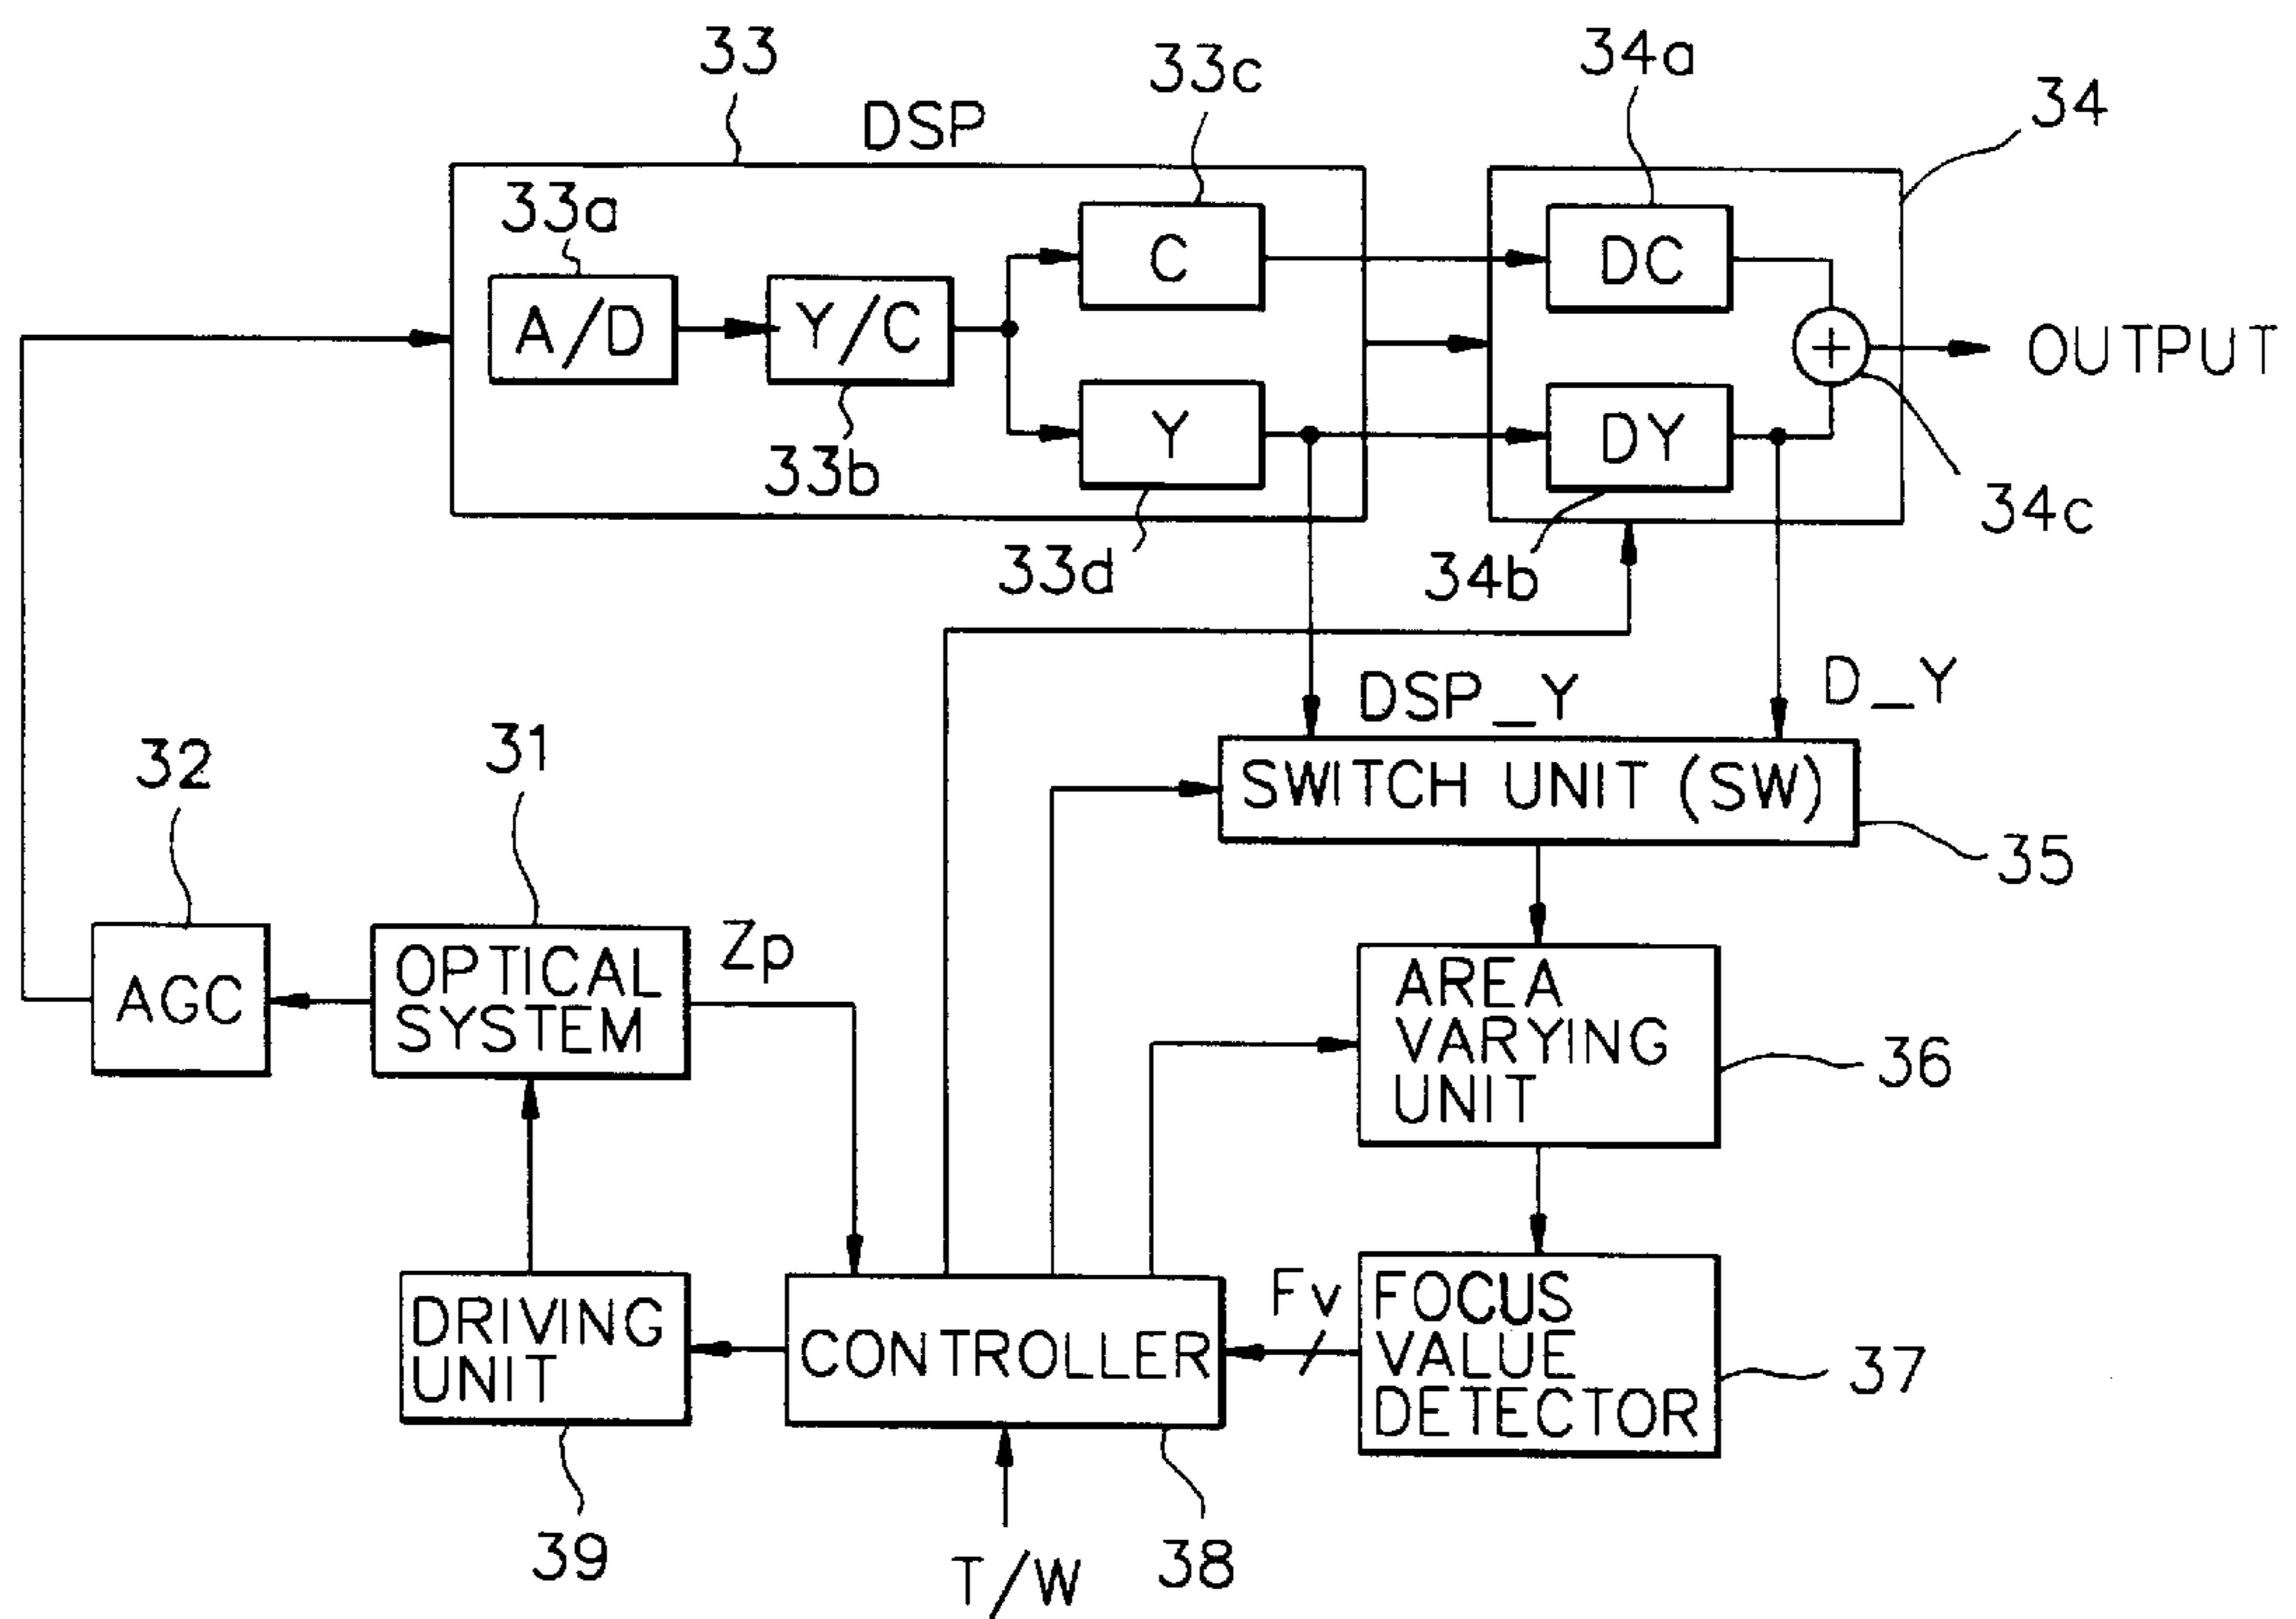 33
DSP
33c
34a
34
33a
A/D
Y/C
C
DC
+
OUTPUT
Y
DY
33b
33d
34b
34c
DSP_Y
D_Y
SWITCH UNIT (SW)
35
32
31
AGC
OPTICAL
SYSTEM
Zp
AREA
VARYING
UNIT
36
DRIVING
UNIT
CONTROLLER
Fv
FOCUS
VALUE
DETECTOR
37
39
T/W
38